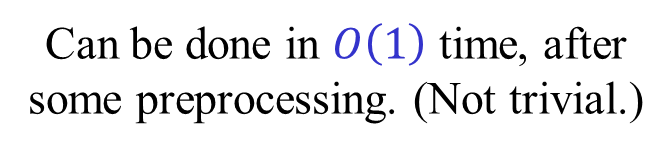 Can be done in O(1) time, after
some preprocessing. (Not trivial.)